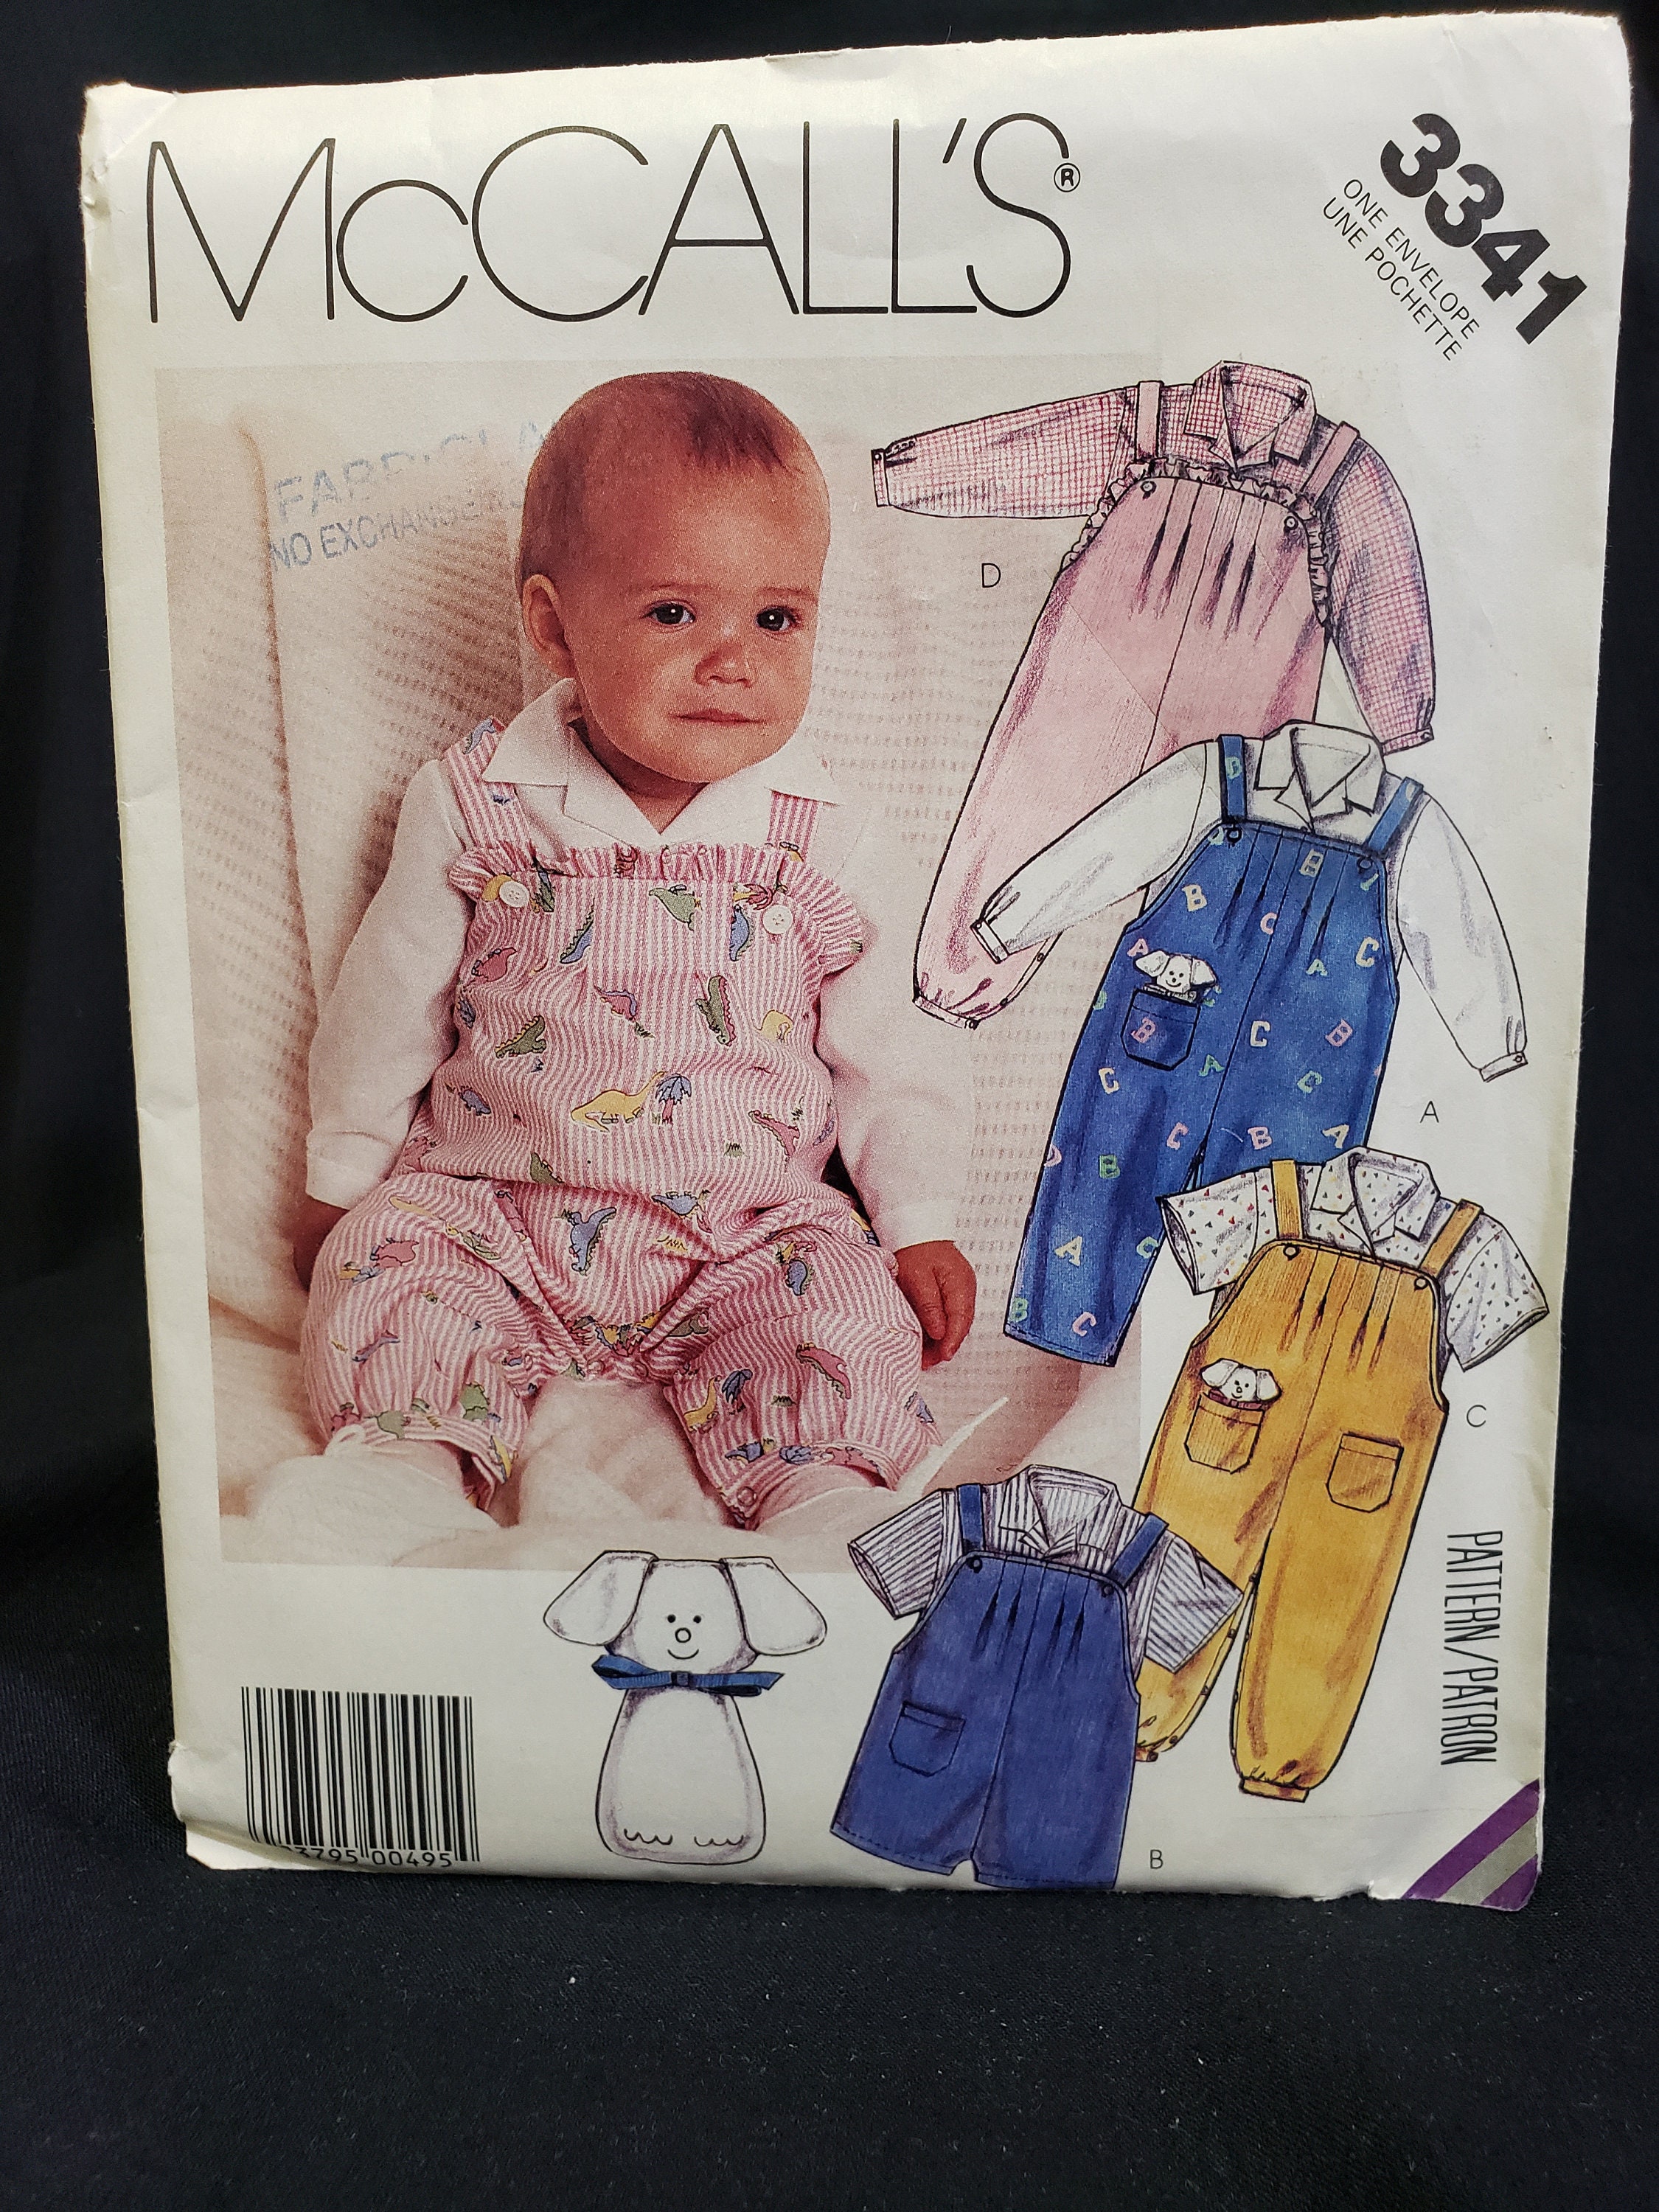 McCALL'S®
3341
ONE ENVELOPE
UNE POCHETTE
NO EXCHANGE
D
A
C
B
PATTERN/PATRON
3795 00495